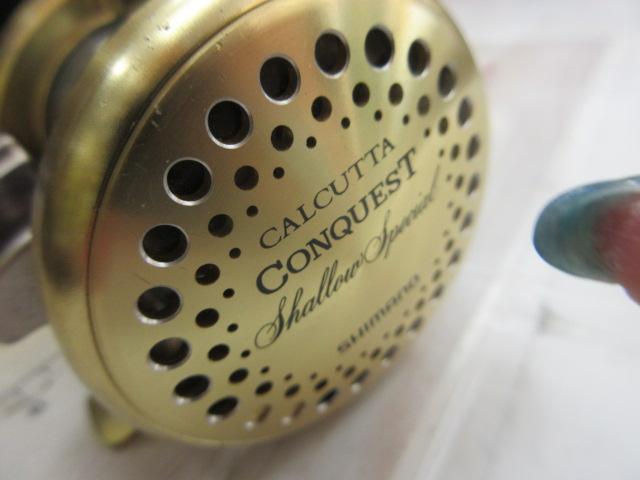 CALCUTTA
CONQUEST
Shallow Special
SHIMANO